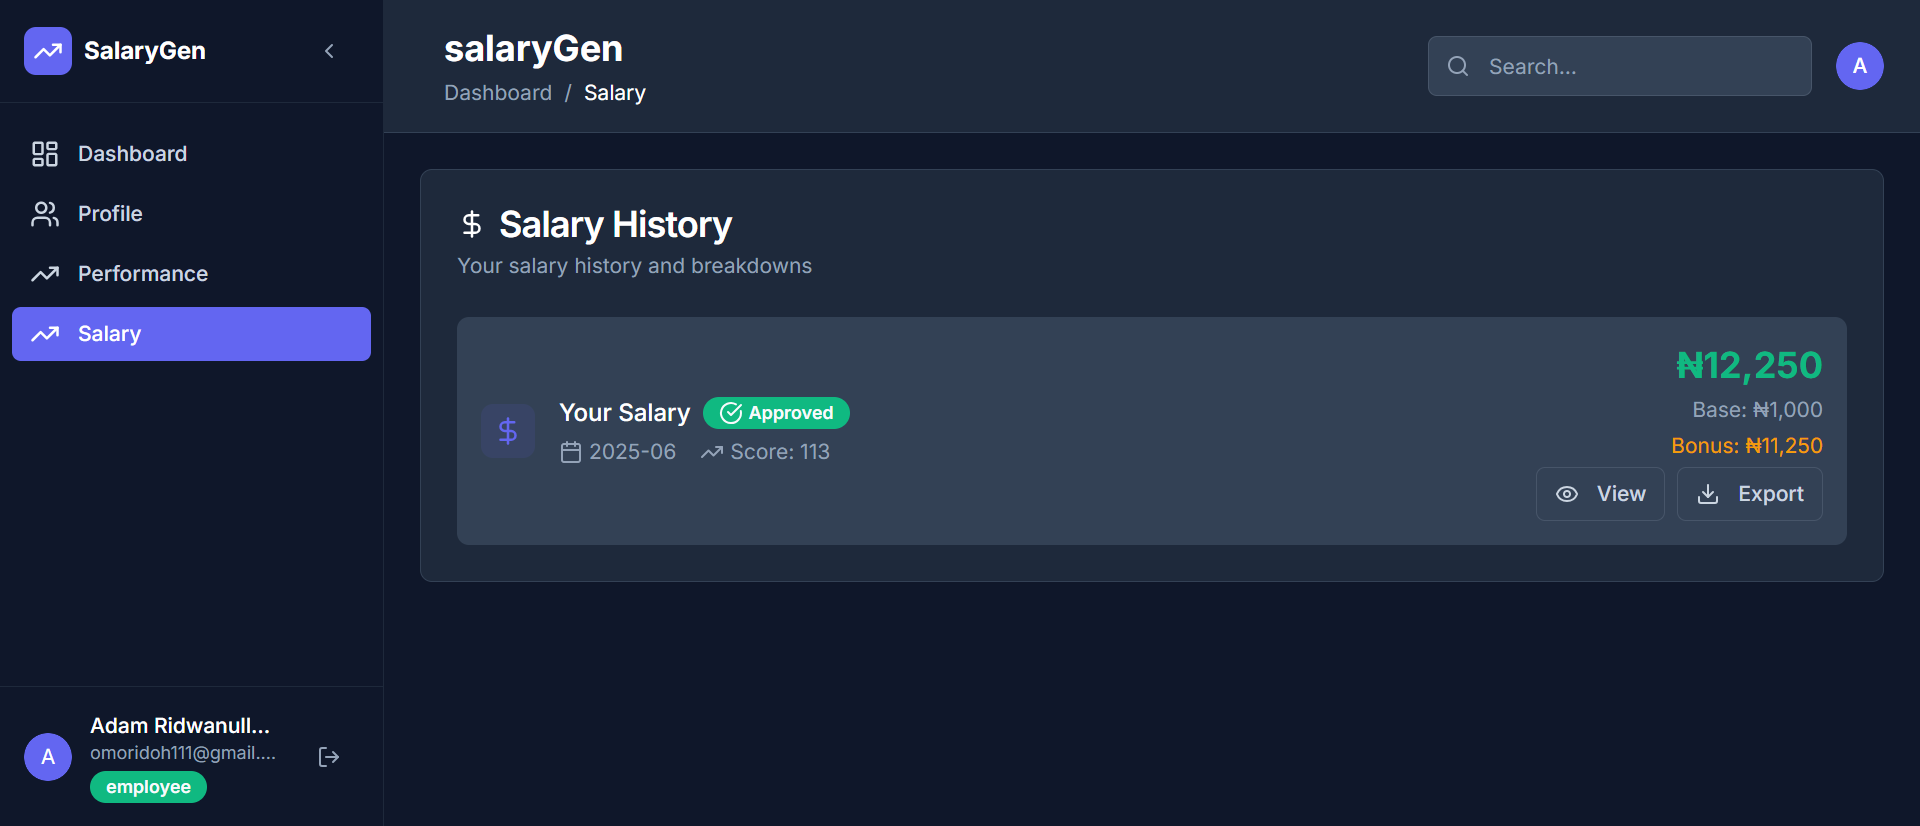 SalaryGen
Dashboard
Profile
Performance
Salary
Adam Ridwanull...
omoridoh111@gmail....
A
employee
salaryGen
Dashboard / Salary
Search...
A
Salary History
Your salary history and breakdowns
Your Salary Approved
2025-06 Score: 113
₦12,250
Base: ₦1,000
Bonus: ₦11,250
View Export